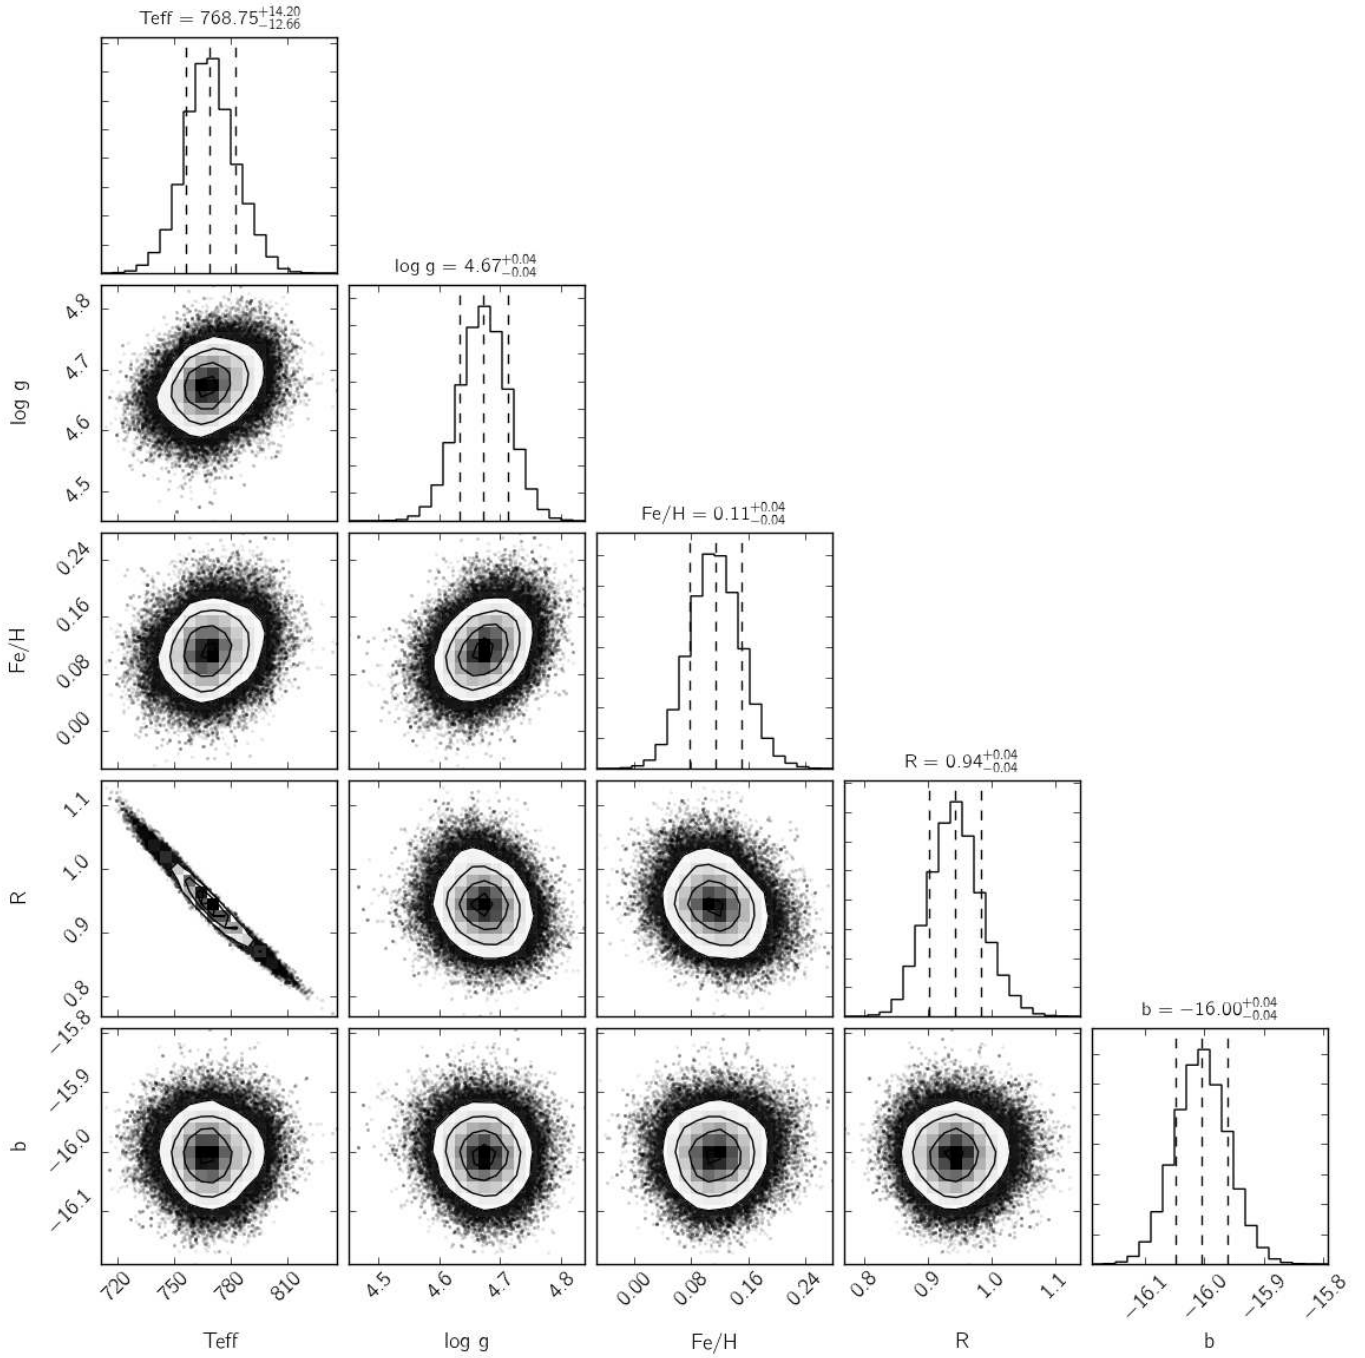 Teff = 768.75+14.20−12.66
log g = 4.67+0.04−0.04
4.8
4.7
4.6
4.5
log g
Fe/H = 0.11+0.04−0.04
0.24
0.16
0.08
0.00
Fe/H
R = 0.94+0.04−0.04
1.1
1.0
0.9
0.8
R
b = −16.00+0.04−0.04
−15.8
−15.9
−16.0
−16.1
b
720 750 780 810
4.5 4.6 4.7 4.8
0.00 0.08 0.16 0.24
0.8 0.9 1.0 1.1
−16.1 −16.0 −15.9 −15.8
Teff log g Fe/H R b